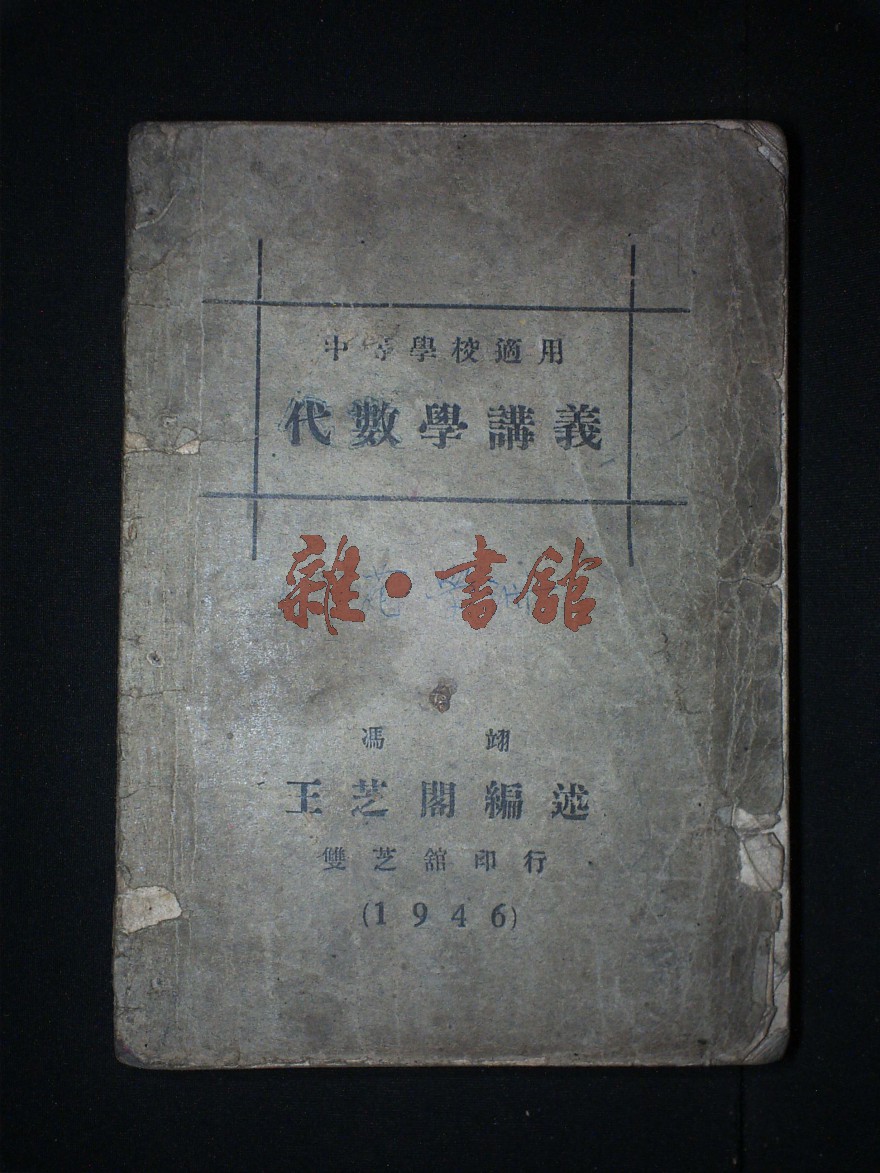 中等學校適用
代數學講義
雜·書館
馮翊
王芝閣編述
雙芝館印行
(1946)